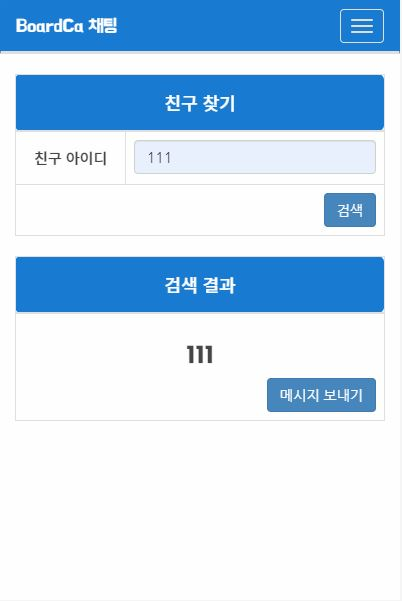 BoardCa 채팅
친구 찾기
친구 아이디 111
검색
검색 결과
111
메시지 보내기